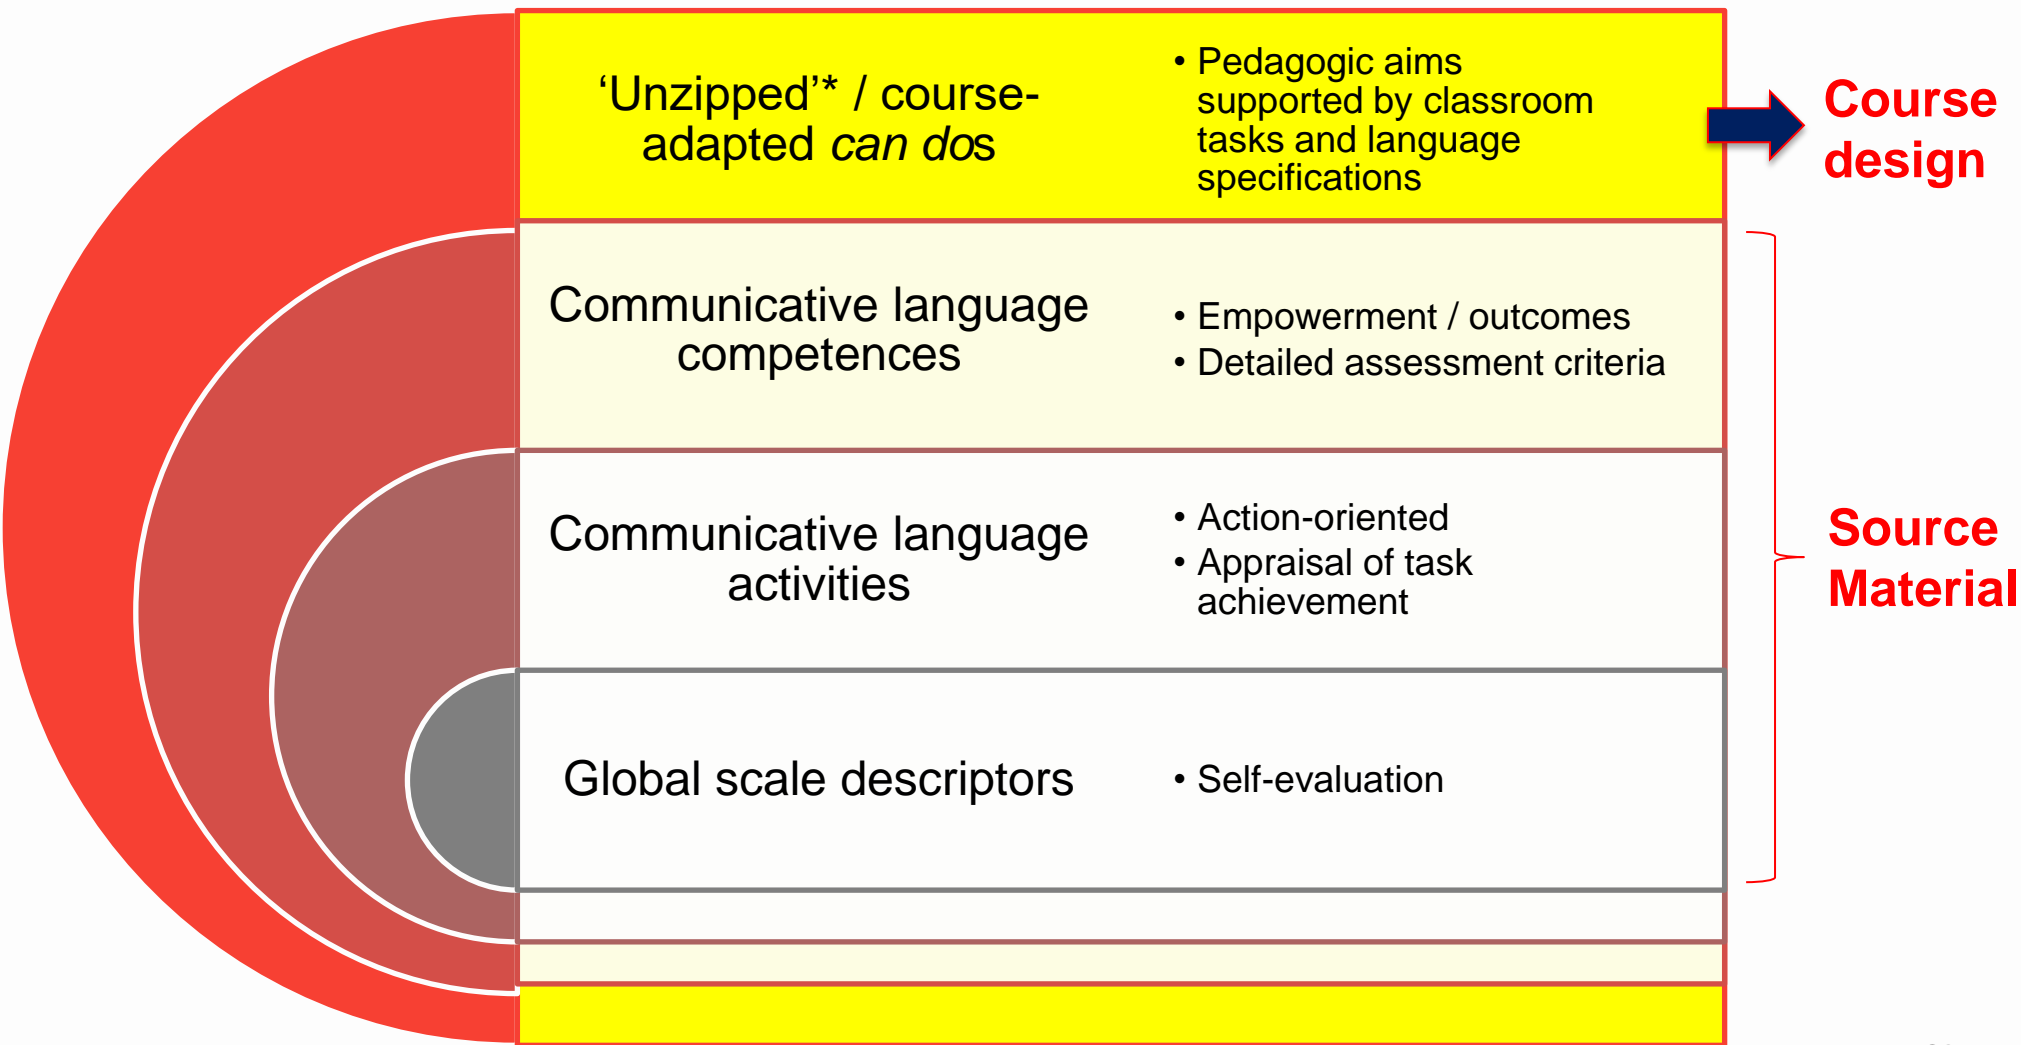 ‘Unzipped’* / course-
adapted can dos
• Pedagogic aims
supported by classroom
tasks and language
specifications
Course
design
Communicative language
competences
• Empowerment / outcomes
• Detailed assessment criteria
Communicative language
activities
• Action-oriented
• Appraisal of task
achievement
Source
Material
Global scale descriptors
• Self-evaluation